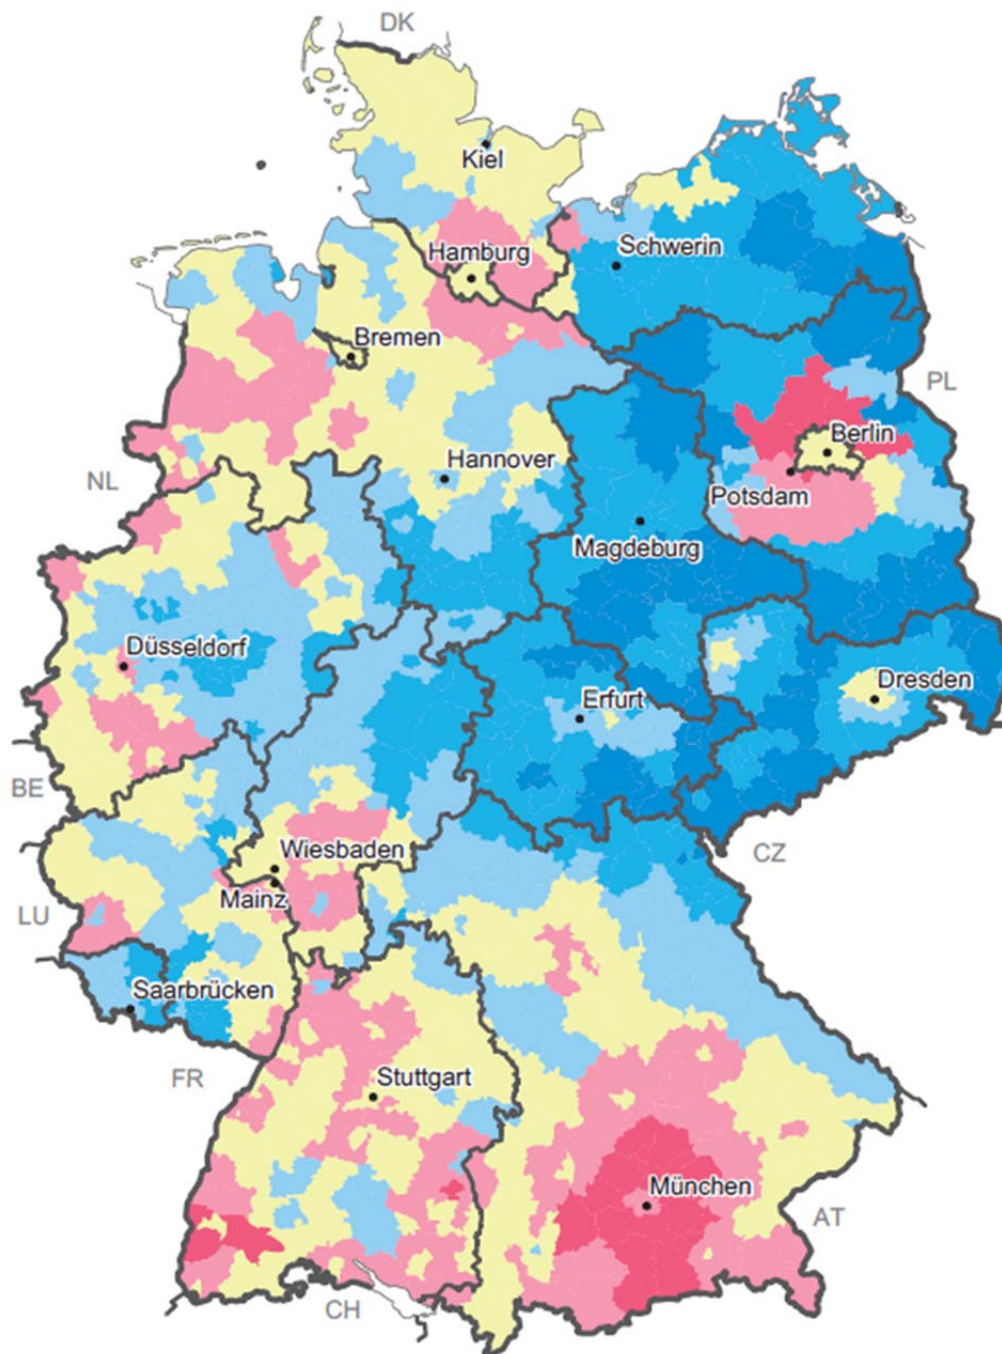 DK
Kiel
Hamburg
Schwerin
Bremen
PL
Berlin
Hannover
NL
Potsdam
Magdeburg
Düsseldorf
Erfurt
Dresden
BE
Wiesbaden
CZ
Mainz
LU
Saarbrücken
FR
Stuttgart
München
AT
CH